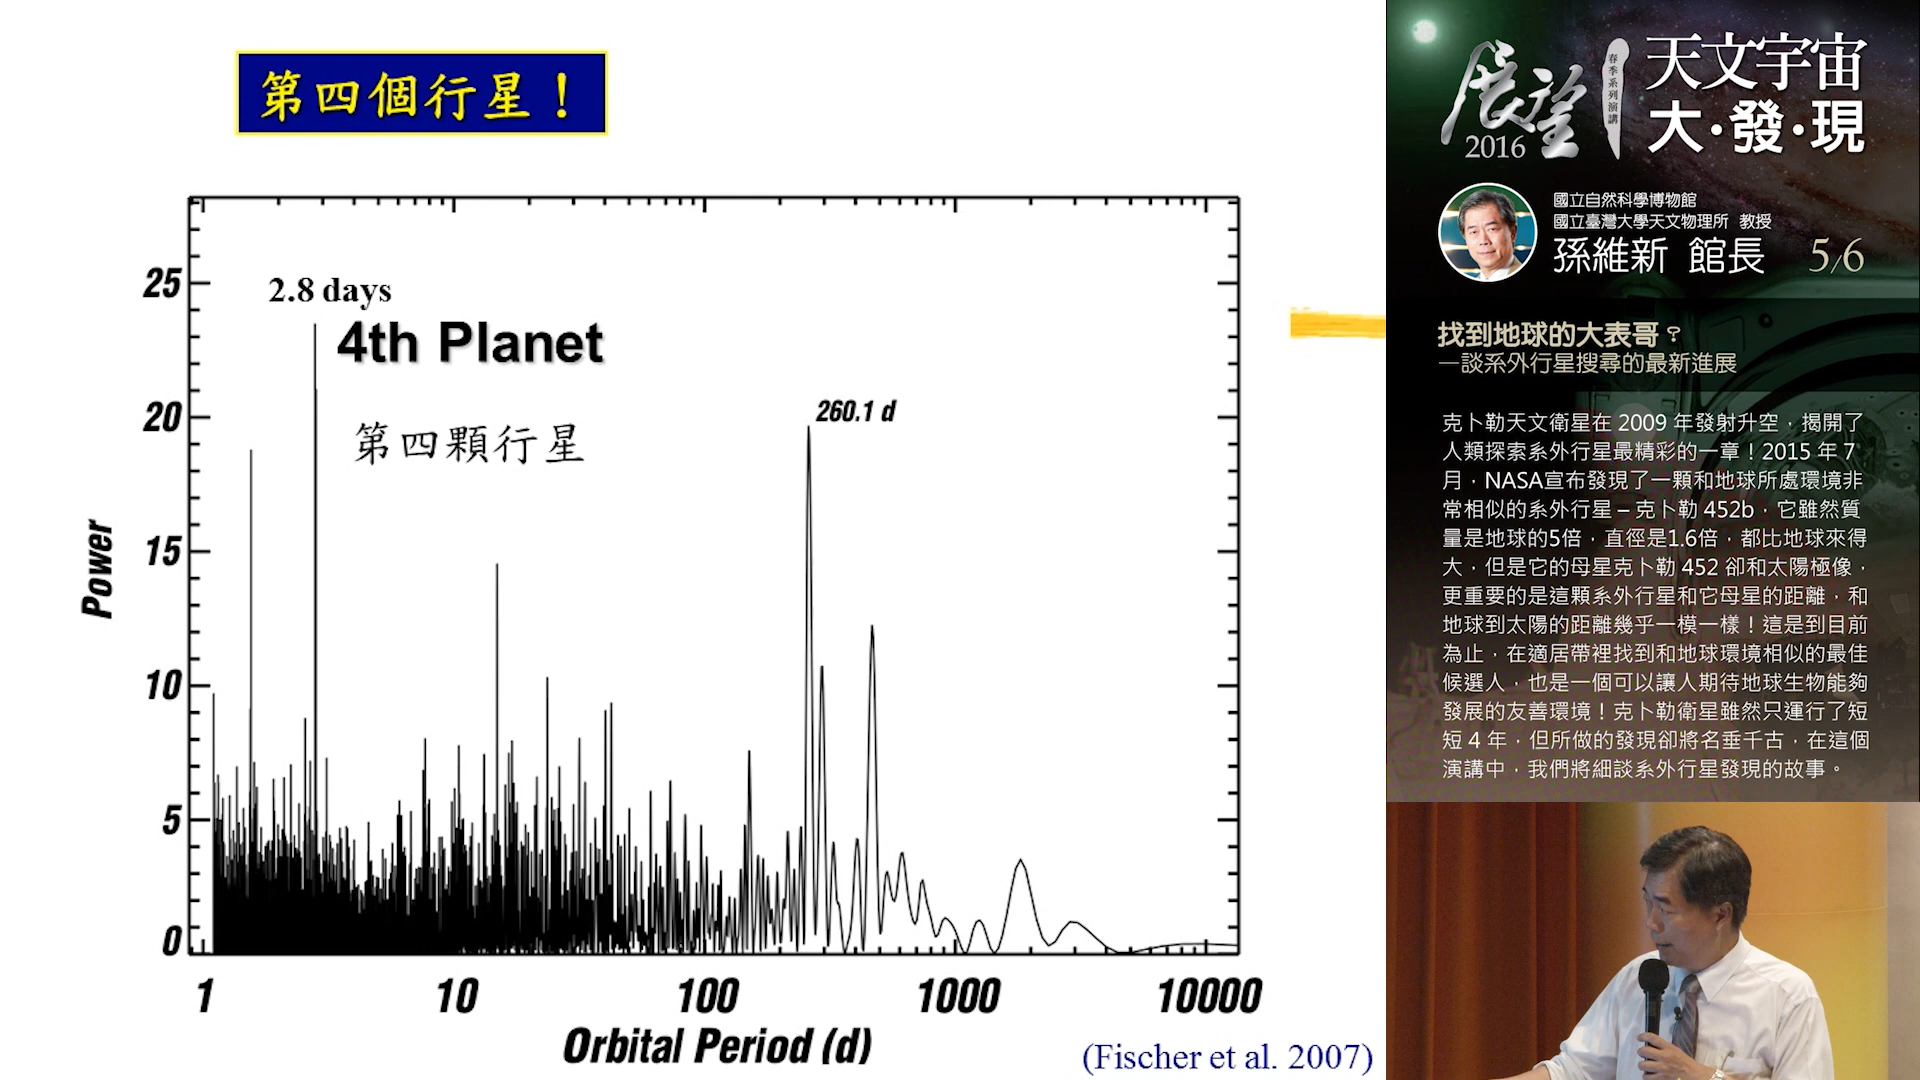 第四個行星！
25
20
15
10
5
0
Power
2.8 days
4th Planet
第四顆行星
260.1 d
1
10
100
1000
10000
Orbital Period (d)
(Fischer et al. 2007)
展望
2016
春季系列演講
天文宇宙
大·發·現
國立自然科學博物館
國立臺灣大學天文物理所 教授
孫維新 館長 5/6
找到地球的大表哥？
—談系外行星搜尋的最新進展
克卜勒天文衛星在 2009 年發射升空，揭開了
人類探索系外行星最精彩的一章！2015 年 7
月，NASA宣布發現了一顆和地球所處環境非
常相似的系外行星 – 克卜勒 452b，它雖然質
量是地球的5倍，直徑是1.6倍，都比地球來得
大，但是它的母星克卜勒 452 卻和太陽極像，
更重要的是這顆系外行星和它母星的距離，和
地球到太陽的距離幾乎一模一樣！這是到目前
為止，在適居帶裡找到和地球環境相似的最佳
候選人，也是一個可以讓人期待地球生物能夠
發展的友善環境！克卜勒衛星雖然只運行了短
短 4 年，但所做的發現卻將名垂千古，在這個
演講中，我們將細談系外行星發現的故事。